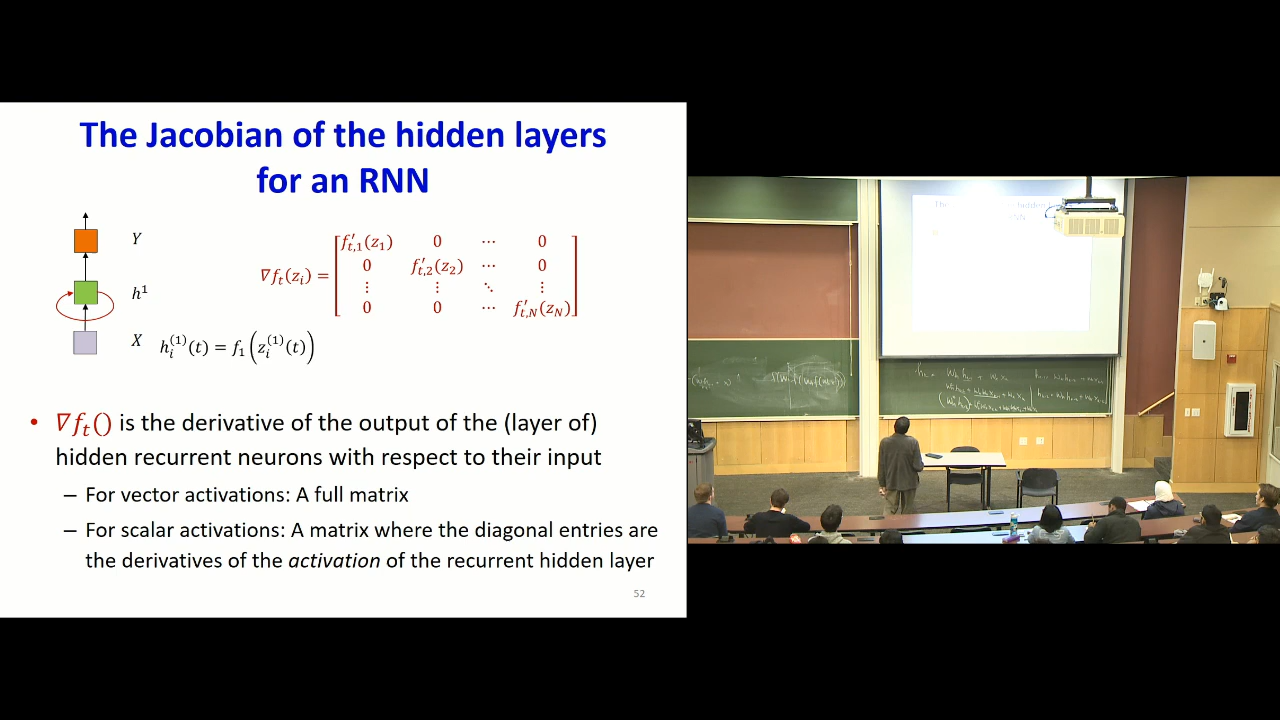 The Jacobian of the hidden layers
for an RNN
Y
h¹
X
h_i^{(1)}(t) = f_1(z_i^{(1)}(t))
∇f_t(z_i) = [
f'_{t,1}(z_1) 0 ⋯ 0
0 f'_{t,2}(z_2) ⋯ 0
⋮ ⋮ ⋱ ⋮
0 0 ⋯ f'_{t,N}(z_N)
]
• ∇f_t() is the derivative of the output of the (layer of)
hidden recurrent neurons with respect to their input
– For vector activations: A full matrix
– For scalar activations: A matrix where the diagonal entries are
the derivatives of the activation of the recurrent hidden layer
52